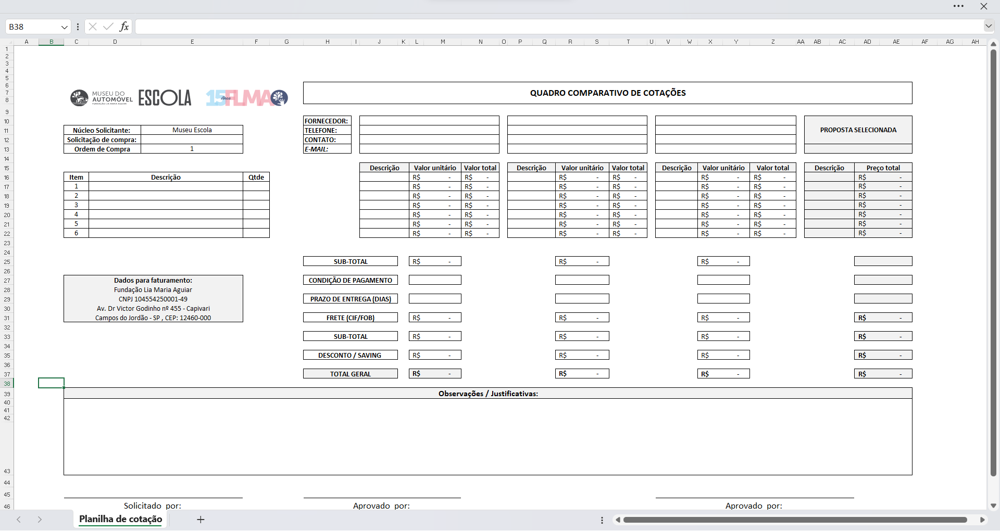 B38
fx
A B C D E F G H I J K L M N O P Q R S T U V W X Y Z AA AB AC AD AE AF AG AH
1
2
3
4
5
6
7
8
9
10
11
12
13
14
15
16
17
18
19
20
21
22
23
24
25
26
27
28
29
30
31
32
33
34
35
36
37
38
39
40
41
42
43
44
45
46
MUSEU DO
AUTOMÓVEL
FUNDAÇÃO LIA MARIA AGUIAR
ESCOLA
15 Anos FLMA
QUADRO COMPARATIVO DE COTAÇÕES
Núcleo Solicitante: Museu Escola
Solicitação de compra:
Ordem de Compra 1
FORNECEDOR:
TELEFONE:
CONTATO:
E-MAIL:
PROPOSTA SELECIONADA
Item Descrição Qtde
1
2
3
4
5
6
Descrição Valor unitário Valor total Descrição Valor unitário Valor total Descrição Valor unitário Valor total Descrição Preço total
R$ - R$ - R$ - R$ - R$ - R$ - R$ -
R$ - R$ - R$ - R$ - R$ - R$ - R$ -
R$ - R$ - R$ - R$ - R$ - R$ - R$ -
R$ - R$ - R$ - R$ - R$ - R$ - R$ -
R$ - R$ - R$ - R$ - R$ - R$ - R$ -
R$ - R$ - R$ - R$ - R$ - R$ - R$ -
R$ - R$ - R$ - R$ - R$ - R$ - R$ -
Dados para faturamento:
Fundação Lia Maria Aguiar
CNPJ 104554250001-49
Av. Dr Victor Godinho nº 455 - Capivari
Campos do Jordão - SP , CEP: 12460-000
SUB-TOTAL R$ - R$ - R$ -
CONDIÇÃO DE PAGAMENTO
PRAZO DE ENTREGA (DIAS)
FRETE (CIF/FOB) R$ - R$ - R$ - R$ -
SUB-TOTAL R$ - R$ - R$ - R$ -
DESCONTO / SAVING R$ - R$ - R$ - R$ -
TOTAL GERAL R$ - R$ - R$ - R$ -
Observações / Justificativas:
Solicitado por: Aprovado por: Aprovado por:
Planilha de cotação